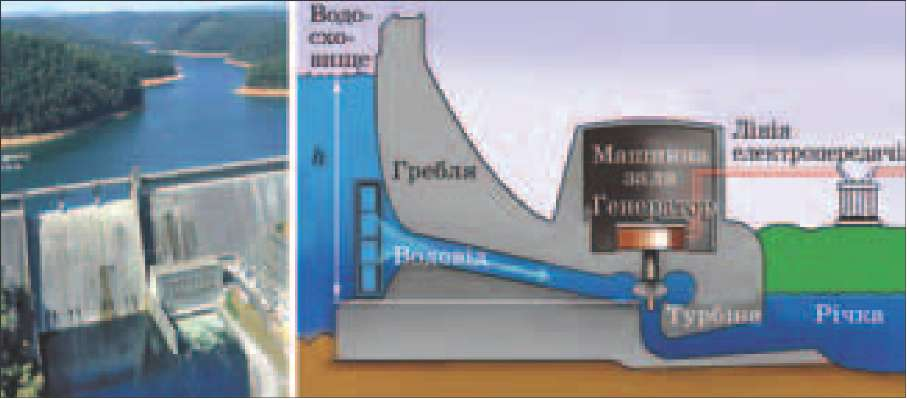 Водо-
схо-
вище
h
Гребля
Машинна
зала
Генератор
Лінія
електропередачі
Водовід
Турбіна
Річка